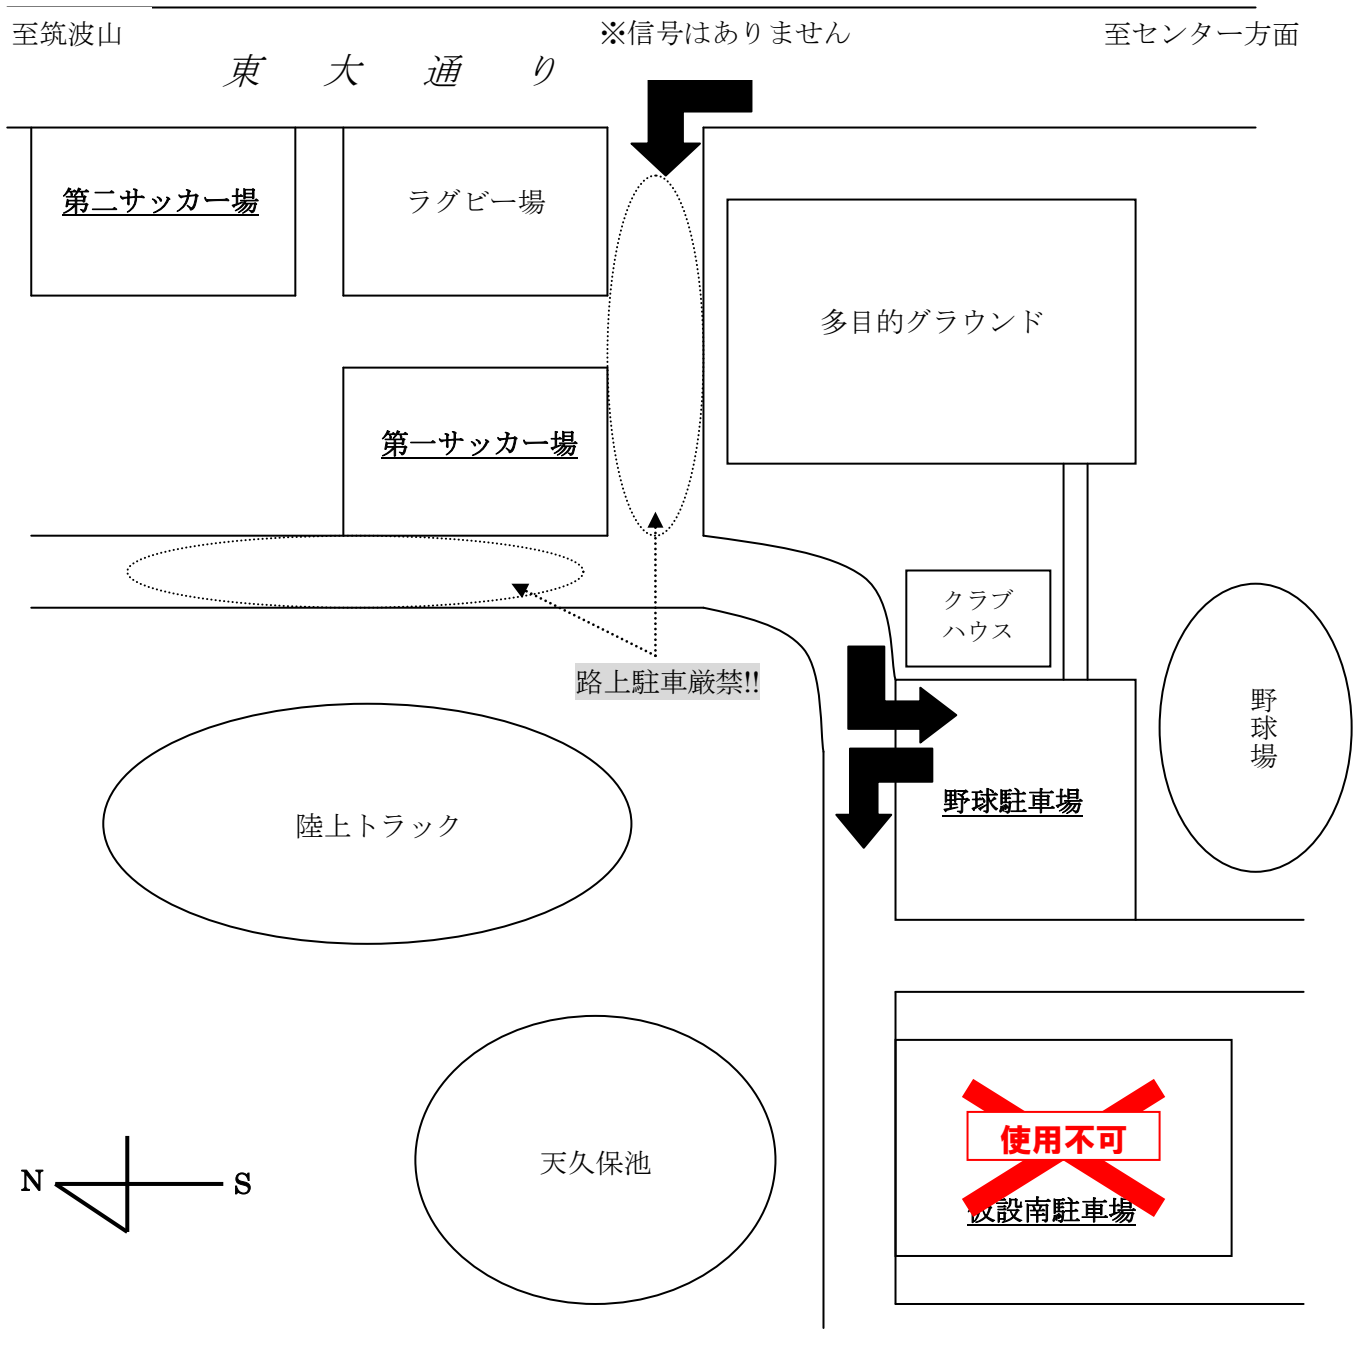 至筑波山
※信号はありません
至センター方面
東大通り
第二サッカー場
ラグビー場
多目的グラウンド
第一サッカー場
クラブ
ハウス
路上駐車厳禁!!
野球場
野球駐車場
陸上トラック
天久保池
使用不可
仮設南駐車場
N
S